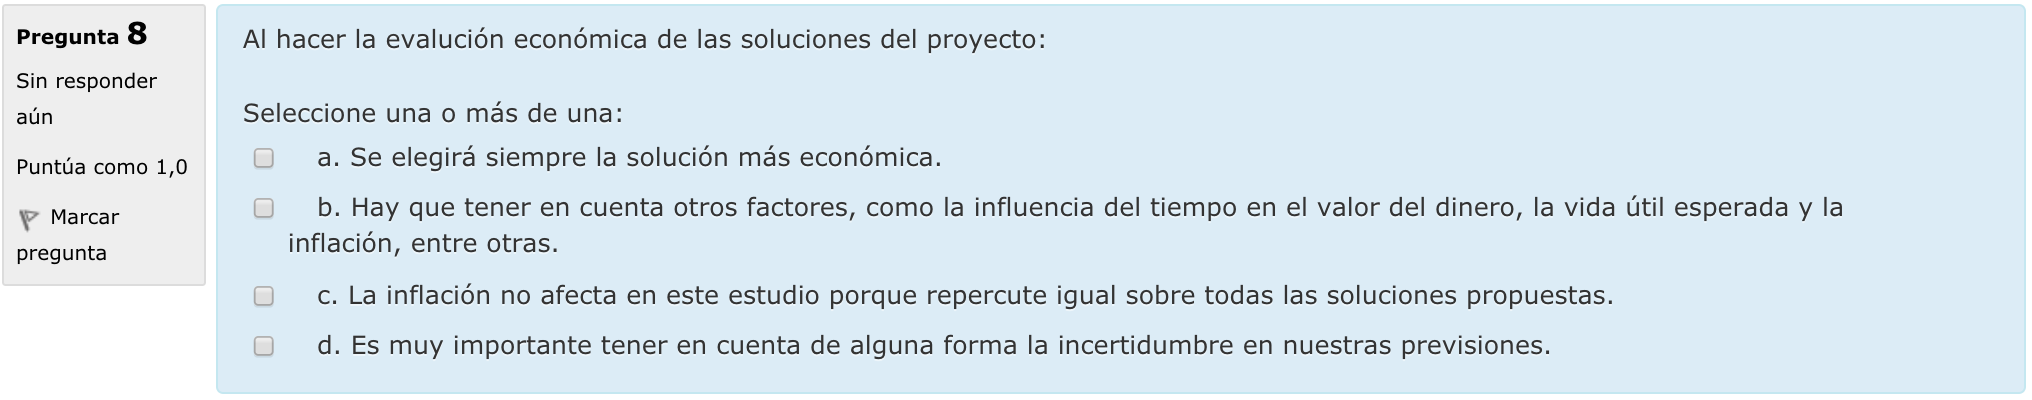 Pregunta 8
Sin responder
aún
Puntúa como 1,0
Marcar
pregunta
Al hacer la evalución económica de las soluciones del proyecto:
Seleccione una o más de una:
a. Se elegirá siempre la solución más económica.
b. Hay que tener en cuenta otros factores, como la influencia del tiempo en el valor del dinero, la vida útil esperada y la
inflación, entre otras.
c. La inflación no afecta en este estudio porque repercute igual sobre todas las soluciones propuestas.
d. Es muy importante tener en cuenta de alguna forma la incertidumbre en nuestras previsiones.